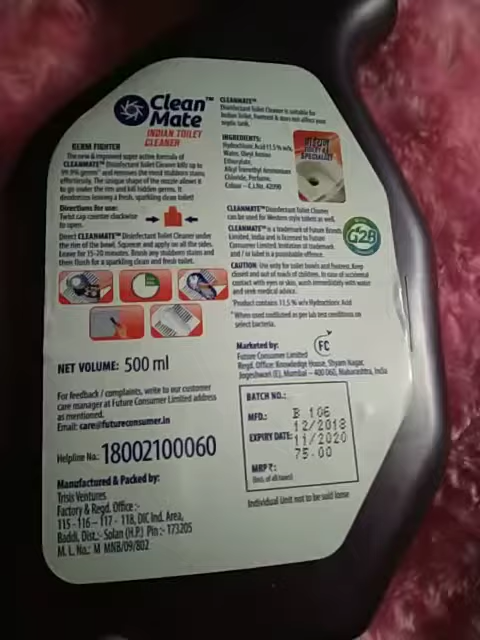 Clean Mate™
INDIAN TOILET
CLEANER
GERM FIGHTER
The new & improved super active formula of
CLEANMATE™ Disinfectant Toilet Cleaner kills up to
99.9% germs* and removes the most stubborn stains
effortlessly. The unique shape of the nozzle allows it
to go under the rim and kill hidden germs. It
deodorizes leaving a fresh, sparkling clean toilet!
Directions for use:
Twist cap counter clockwise
to open.
Direct CLEANMATE™ Disinfectant Toilet Cleaner under
the rim of the bowl. Squeeze and apply on all the sides.
Leave for 15-20 minutes. Brush any stubborn stains and
then flush for a sparkling clean and fresh toilet.
NET VOLUME: 500 ml
For feedback / complaints, write to our customer
care manager at Future Consumer Limited address
as mentioned.
Email: care@futureconsumer.in
Helpline No.: 18002100060
Manufactured & Packed by:
Trisis Ventures
Factory & Regd. Office :-
115 - 116 - 117 - 118, DIC Ind. Area,
Baddi, Dist.:- Solan (H.P.) Pin :- 173205
M. L. No.: M MNB/09/802
CLEANMATE™
Disinfectant Toilet Cleaner is suitable for
Indian Toilet, Footrest & does not affect your
septic tank.
INGREDIENTS:
Hydrochloric Acid 11.5 % w/v,
Water, Oleyl Amine
Ethoxylate,
Alkyl Trimethyl Ammonium
Chloride, Perfume,
Colour - C.I.No. 42090
INDIAN
TOILET
SPECIALIST
CLEANMATE™ Disinfectant Toilet Cleaner
can be used for Western style toilets as well.
CLEANMATE™ is a trademark of Future Brands
Limited, India and is licensed to Future
Consumer Limited. Imitation of trademark
and / or label is a punishable offence.
G2B
CAUTION: Use only for toilet bowls and footrest. Keep
closed and out of reach of children. In case of accidental
contact with eyes or skin, wash immediately with water
and seek medical advice.
Product contains 11.5 % w/v Hydrochloric Acid
*When used undiluted as per lab test conditions on
select bacteria.
Marketed by:
FC
Future Consumer Limited
Regd. Office: Knowledge House, Shyam Nagar,
Jogeshwari (E), Mumbai - 400 060, Maharashtra, India
BATCH NO.:
B 106
MFD.: 12/2018
EXPIRY DATE: 11/2020
MRP ₹: 75.00
(Incl. of all taxes)
Individual Unit not to be sold loose